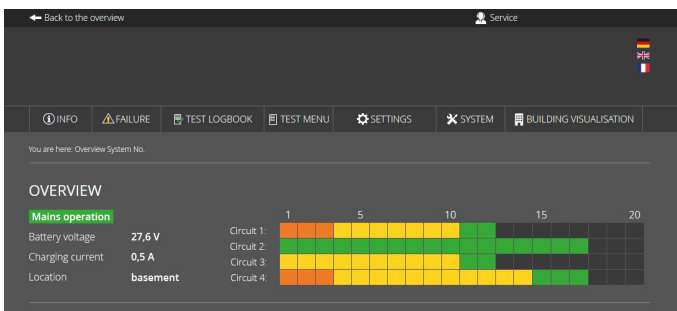 Back to the overview
Service
INFO FAILURE TEST LOGBOOK TEST MENU SETTINGS SYSTEM BUILDING VISUALISATION
You are here: Overview System No.
OVERVIEW
Mains operation
1 5 10 15 20
Battery voltage 27,6 V
Charging current 0,5 A
Location basement
Circuit 1:
Circuit 2:
Circuit 3:
Circuit 4: